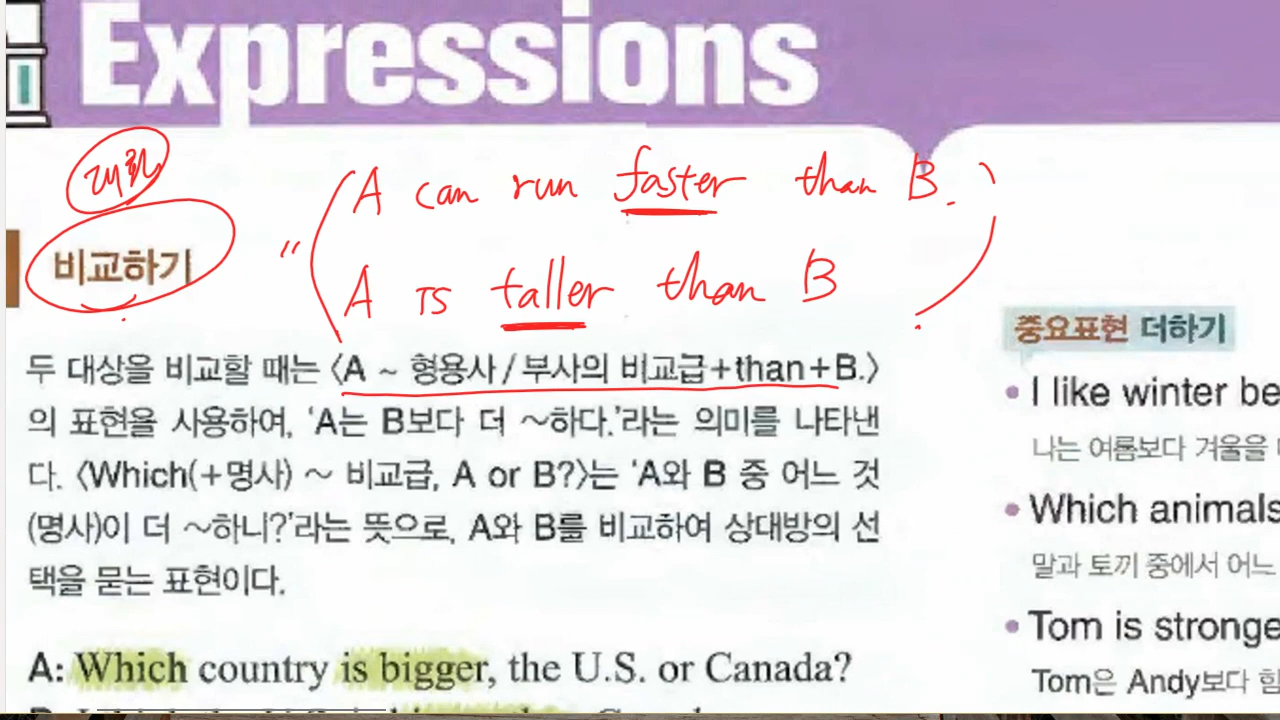 Expressions
대화
A can run faster than B.
비교하기
A is taller than B
두 대상을 비교할 때는 〈A ~ 형용사/부사의 비교급+than+B.〉
의 표현을 사용하여, ‘A는 B보다 더 ~하다.’라는 의미를 나타낸
다. 〈Which(+명사) ~ 비교급, A or B?〉는 ‘A와 B 중 어느 것
(명사)이 더 ~하니?’라는 뜻으로, A와 B를 비교하여 상대방의 선
택을 묻는 표현이다.
A: Which country is bigger, the U.S. or Canada?
중요표현 더하기
• I like winter be
나는 여름보다 겨울을
• Which animals
말과 토끼 중에서 어느
• Tom is stronge
Tom은 Andy보다 힘